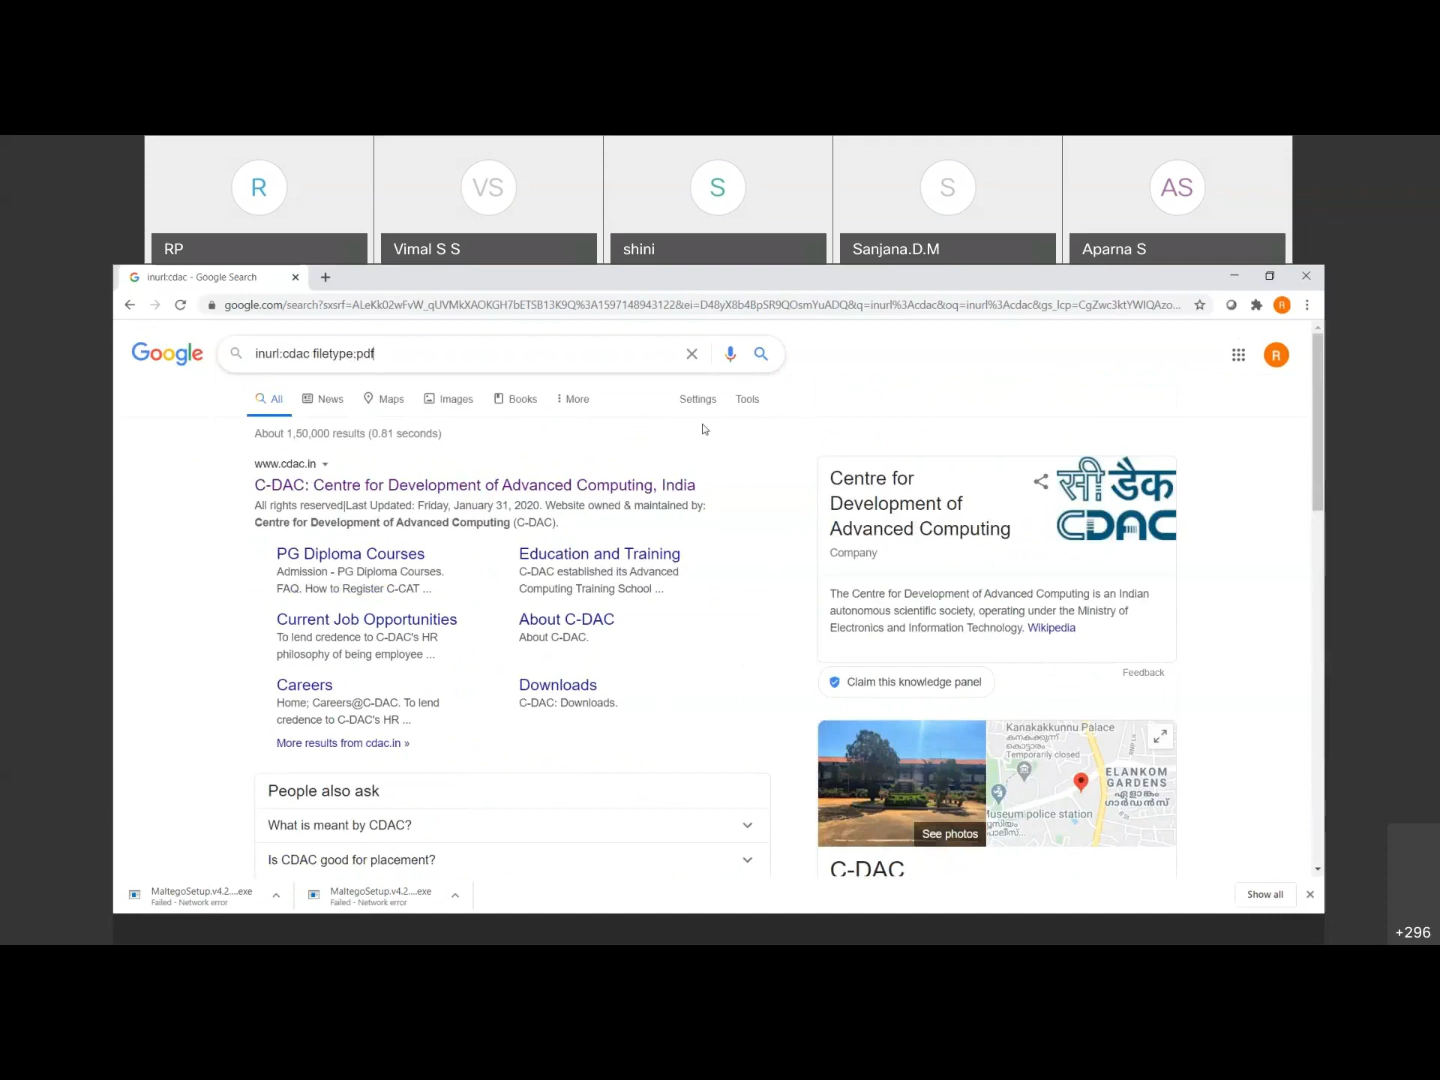 R
VS
S
S
AS
RP
Vimal S S
shini
Sanjana.D.M
Aparna S
inurl:cdac - Google Search
google.com/search?sxsrf=ALeKk02wFvW_qUVMkXAOKGH7bETSB13K9Q%3A1597148943122&ei=D48yX8b4BpSR9QOsmYuADQ&q=inurl%3Acdac&oq=inurl%3Acdac&gs_lcp=CgZwc3ktYWIQAzo...
R
Google
inurl:cdac filetype:pdf
R
All
News
Maps
Images
Books
More
Settings
Tools
About 1,50,000 results (0.81 seconds)
www.cdac.in
C-DAC: Centre for Development of Advanced Computing, India
All rights reserved|Last Updated: Friday, January 31, 2020. Website owned & maintained by:
Centre for Development of Advanced Computing (C-DAC).
PG Diploma Courses
Admission - PG Diploma Courses.
FAQ. How to Register C-CAT ...
Education and Training
C-DAC established its Advanced
Computing Training School ...
Current Job Opportunities
To lend credence to C-DAC's HR
philosophy of being employee ...
About C-DAC
About C-DAC.
Careers
Home; Careers@C-DAC. To lend
credence to C-DAC's HR ...
Downloads
C-DAC: Downloads.
More results from cdac.in »
People also ask
What is meant by CDACC?
Is CDAC good for placement?
Centre for
Development of
Advanced Computing
Company
सी डैक
CDAC
The Centre for Development of Advanced Computing is an Indian
autonomous scientific society, operating under the Ministry of
Electronics and Information Technology. Wikipedia
Feedback
Claim this knowledge panel
See photos
Kanakakkunnu Palace
കനകക്കുന്ന്
കൊട്ടാരം
Temporarily closed
ELANKOM
GARDENS
ഏളാങ്കം
ഗാർഡൻസ്
Museum police station
C-DAC
MaltegoSetup.v4.2....exe
Failed - Network error
MaltegoSetup.v4.2....exe
Failed - Network error
Show all
+296